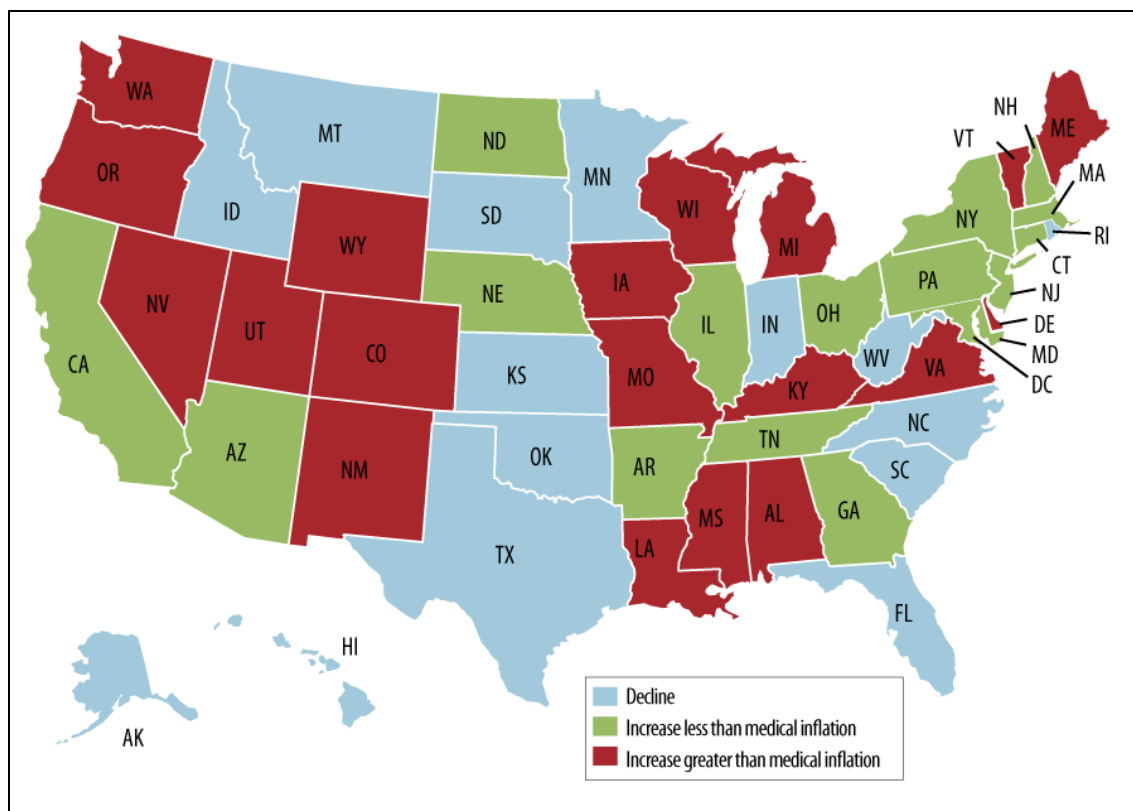 WA
MT
ND
MN
OR
ID
SD
WY
WI
MI
NH
VT
ME
MA
NY
RI
CT
NJ
PA
DE
MD
DC
NV
UT
CO
NE
IA
IL
IN
OH
WV
VA
CA
KS
MO
KY
AZ
NM
OK
AR
TN
NC
SC
TX
LA
MS
AL
GA
FL
HI
AK
Decline
Increase less than medical inflation
Increase greater than medical inflation